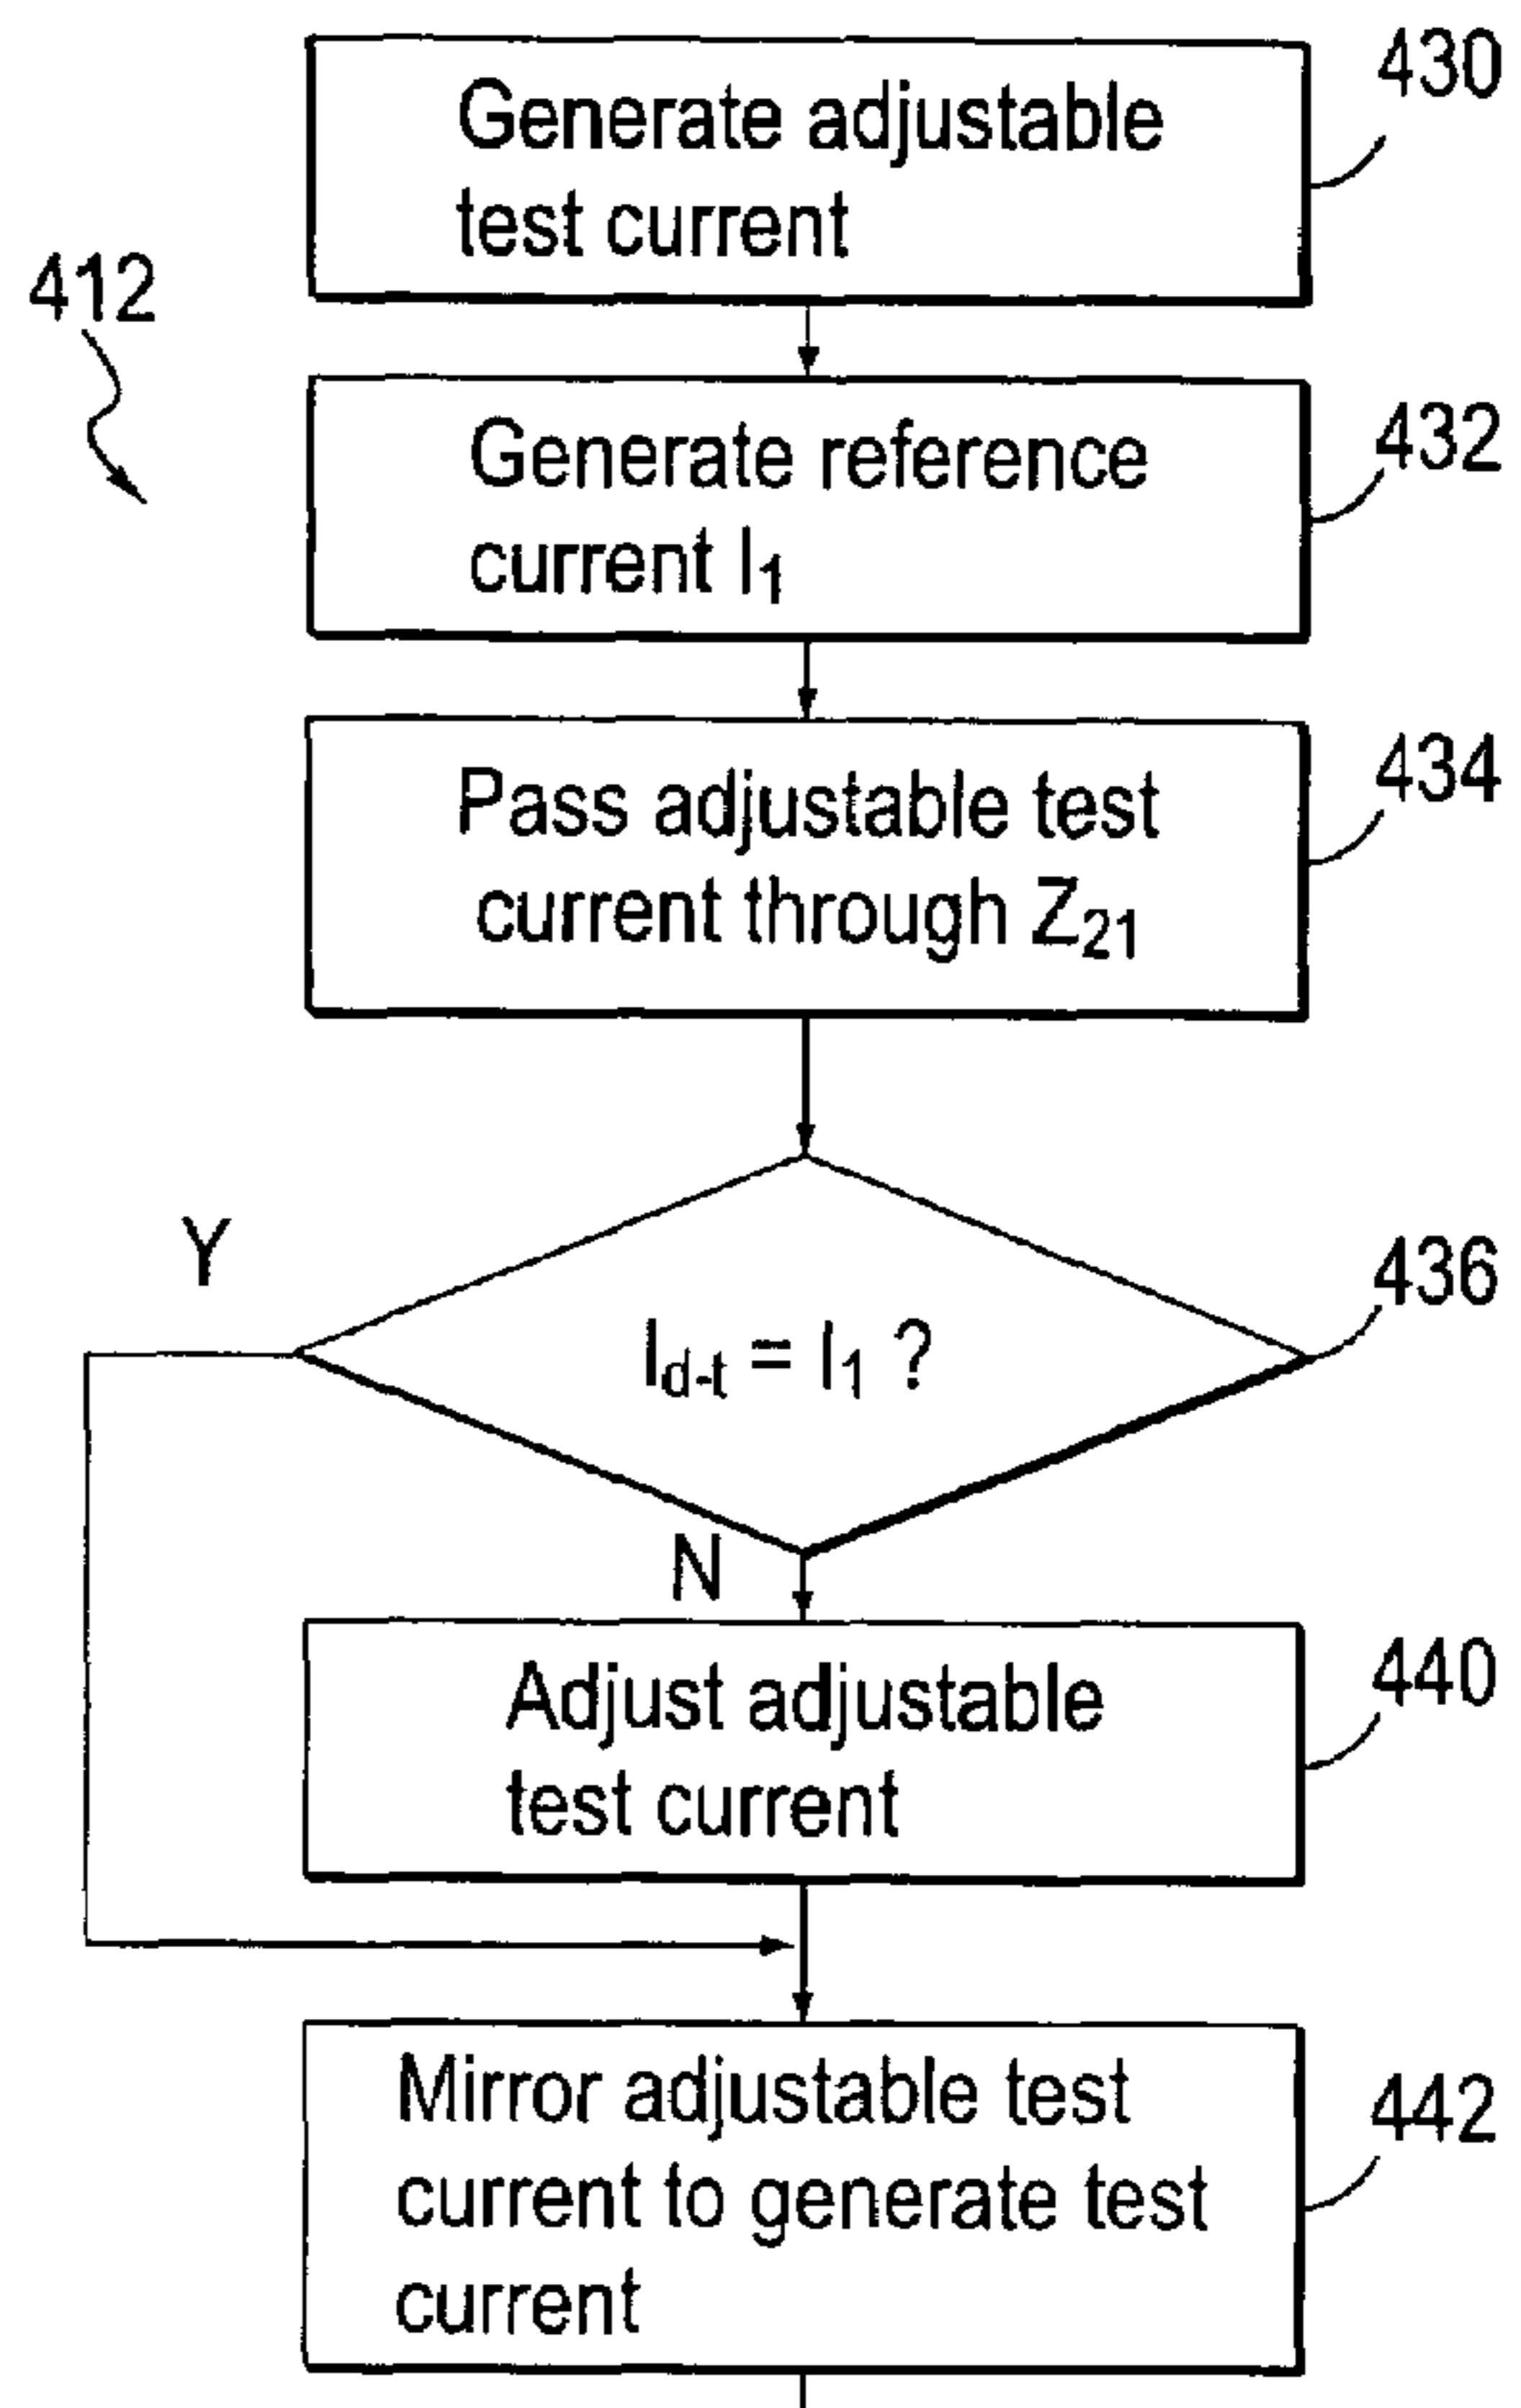 430
Generate adjustable
test current
412
432
Generate reference
current I₁
434
Pass adjustable test
current through Z₂₁
Y
436
I_d-t = I₁ ?
N
440
Adjust adjustable
test current
442
Mirror adjustable test
current to generate test
current